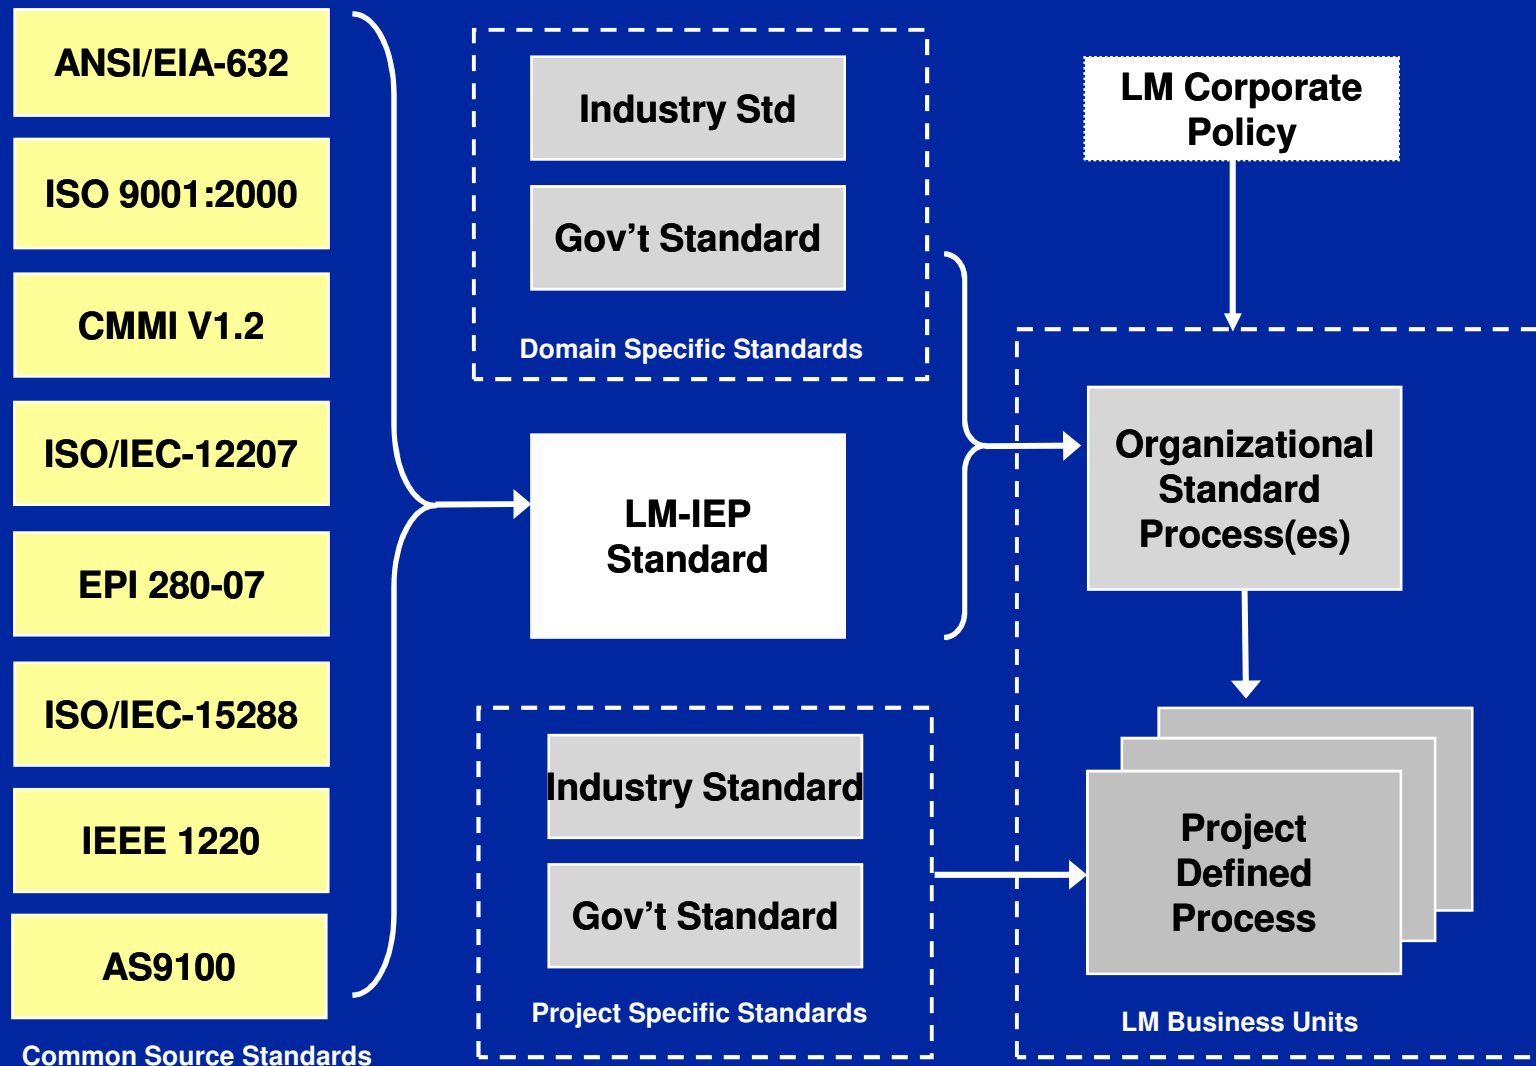 ANSI/EIA-632
ISO 9001:2000
CMMI V1.2
ISO/IEC-12207
EPI 280-07
ISO/IEC-15288
IEEE 1220
AS9100
Common Source Standards
Industry Std
Gov’t Standard
Domain Specific Standards
LM-IEP
Standard
Industry Standard
Gov’t Standard
Project Specific Standards
LM Corporate
Policy
Organizational
Standard
Process(es)
Project
Defined
Process
LM Business Units